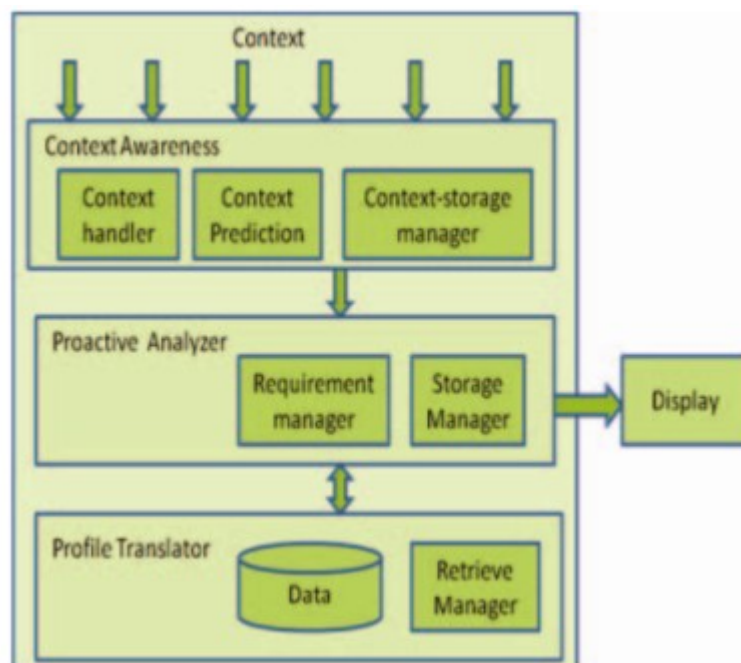 Context
Context Awareness
Context
handler
Context
Prediction
Context-storage
manager
Proactive Analyzer
Requirement
manager
Storage
Manager
Display
Profile Translator
Data
Retrieve
Manager